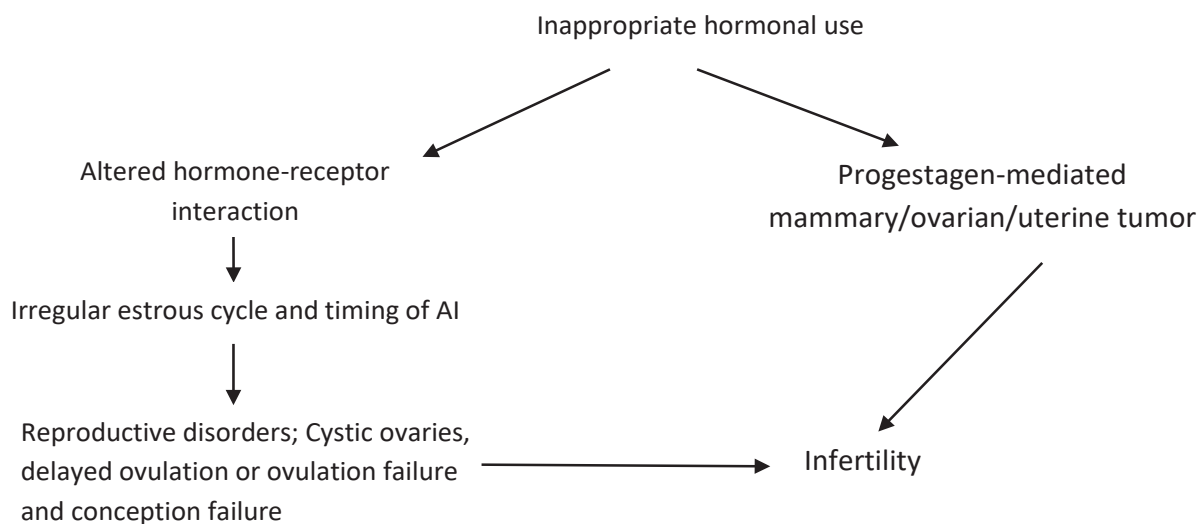 Inappropriate hormonal use
Altered hormone-receptor
interaction
Progestagen-mediated
mammary/ovarian/uterine tumor
Irregular estrous cycle and timing of AI
Reproductive disorders; Cystic ovaries,
delayed ovulation or ovulation failure
and conception failure
Infertility